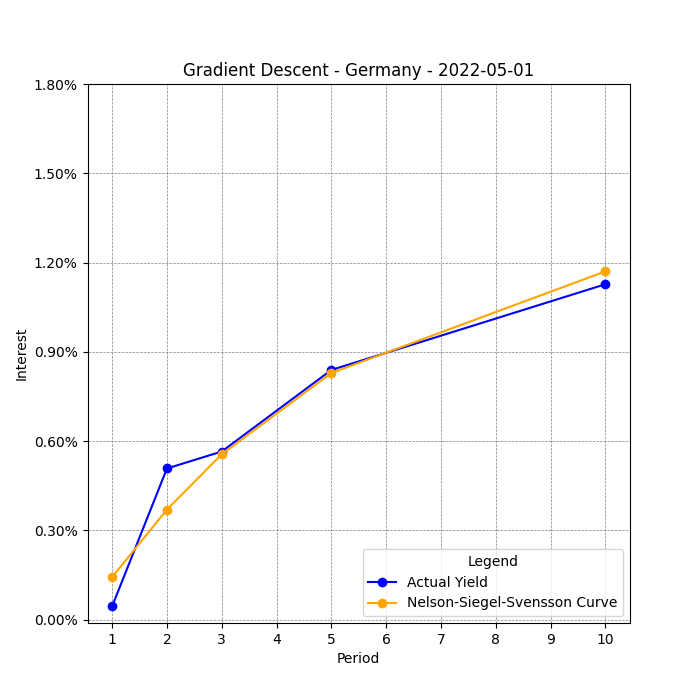 Gradient Descent - Germany - 2022-05-01
1.80%
1.50%
1.20%
0.90%
0.60%
0.30%
0.00%
Interest
Legend
Actual Yield
Nelson-Siegel-Svensson Curve
1 2 3 4 5 6 7 8 9 10
Period